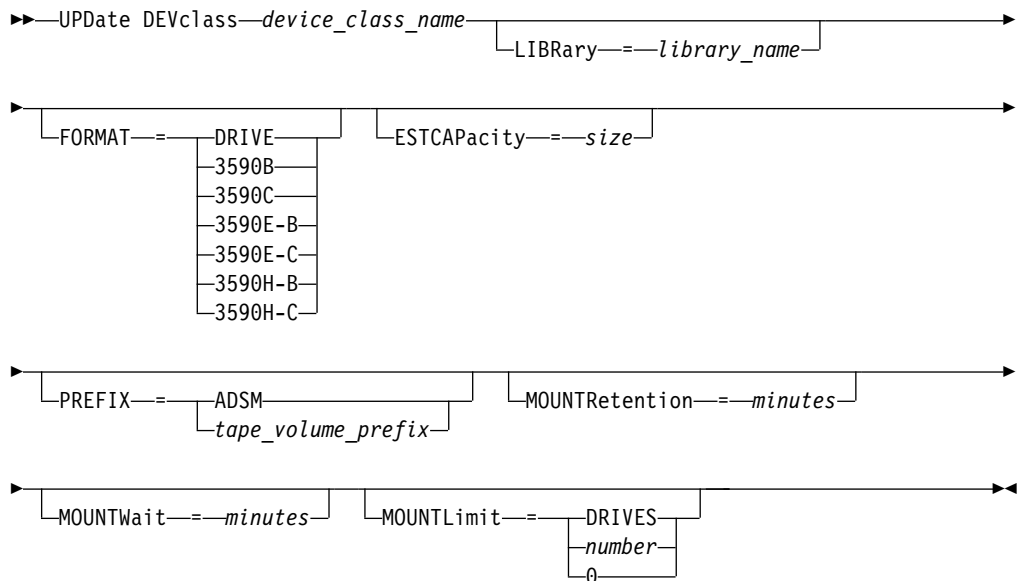 UPDate DEVclass device_class_name
LIBRary = library_name
FORMAT = DRIVE
3590B
3590C
3590E-B
3590E-C
3590H-B
3590H-C
ESTCAPacity = size
PREFIX = ADSM
tape_volume_prefix
MOUNTRetention = minutes
MOUNTWait = minutes
MOUNTLimit = DRIVES
number
0